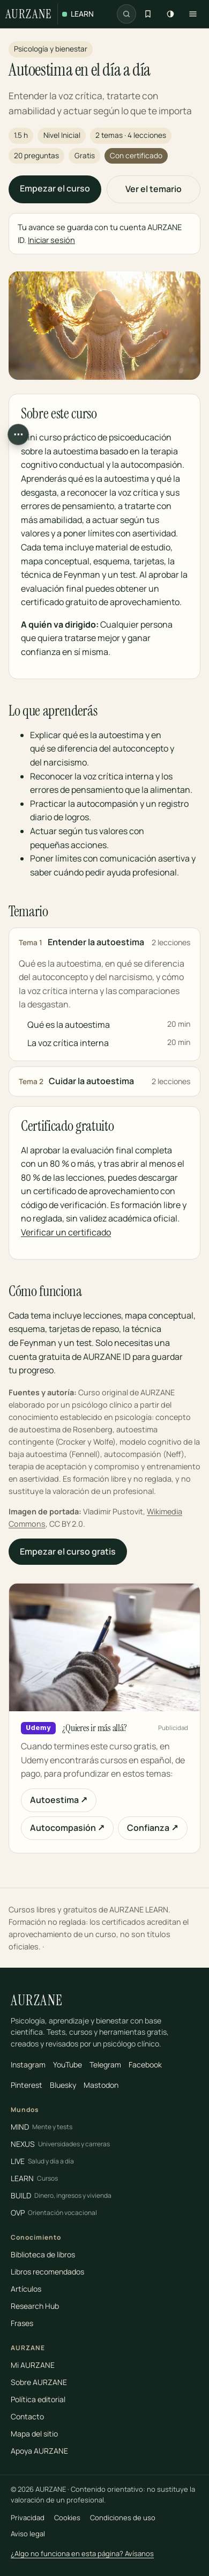 AURZANE LEARN
Psicología y bienestar
Autoestima en el día a día
Entender la voz crítica, tratarte con
amabilidad y actuar según lo que te importa
1.5 h Nivel Inicial 2 temas · 4 lecciones
20 preguntas Gratis Con certificado
Empezar el curso Ver el temario
Tu avance se guarda con tu cuenta AURZANE
ID. Iniciar sesión
Sobre este curso
ini curso práctico de psicoeducación
sobre la autoestima basado en la terapia
cognitivo conductual y la autocompasión.
Aprenderás qué es la autoestima y qué la
desgasta, a reconocer la voz crítica y sus
errores de pensamiento, a tratarte con
más amabilidad, a actuar según tus
valores y a poner límites con asertividad.
Cada tema incluye material de estudio,
mapa conceptual, esquema, tarjetas, la
técnica de Feynman y un test. Al aprobar la
evaluación final puedes obtener un
certificado gratuito de aprovechamiento.
A quién va dirigido: Cualquier persona
que quiera tratarse mejor y ganar
confianza en sí misma.
Lo que aprenderás
Explicar qué es la autoestima y en
qué se diferencia del autoconcepto y
del narcisismo.
Reconocer la voz crítica interna y los
errores de pensamiento que la alimentan.
Practicar la autocompasión y un registro
diario de logros.
Actuar según tus valores con
pequeñas acciones.
Poner límites con comunicación asertiva y
saber cuándo pedir ayuda profesional.
Temario
Tema 1 Entender la autoestima 2 lecciones
Qué es la autoestima, en qué se diferencia
del autoconcepto y del narcisismo, y cómo
la voz crítica interna y las comparaciones
la desgastan.
Qué es la autoestima 20 min
La voz crítica interna 20 min
Tema 2 Cuidar la autoestima 2 lecciones
Certificado gratuito
Al aprobar la evaluación final completa
con un 80 % o más, y tras abrir al menos el
80 % de las lecciones, puedes descargar
un certificado de aprovechamiento con
código de verificación. Es formación libre y
no reglada, sin validez académica oficial.
Verificar un certificado
Cómo funciona
Cada tema incluye lecciones, mapa conceptual,
esquema, tarjetas de repaso, la técnica
de Feynman y un test. Solo necesitas una
cuenta gratuita de AURZANE ID para guardar
tu progreso.
Fuentes y autoría: Curso original de AURZANE
elaborado por un psicólogo clínico a partir del
conocimiento establecido en psicología: concepto
de autoestima de Rosenberg, autoestima
contingente (Crocker y Wolfe), modelo cognitivo de la
baja autoestima (Fennell), autocompasión (Neff),
terapia de aceptación y compromiso y entrenamiento
en asertividad. Es formación libre y no reglada, y no
sustituye la valoración de un profesional.
Imagen de portada: Vladimir Pustovit, Wikimedia
Commons, CC BY 2.0.
Empezar el curso gratis
Udemy ¿Quieres ir más allá? Publicidad
Cuando termines este curso gratis, en
Udemy encontrarás cursos en español, de
pago, para profundizar en estos temas:
Autoestima ↗
Autocompasión ↗ Confianza ↗
Cursos libres y gratuitos de AURZANE LEARN.
Formación no reglada: los certificados acreditan el
aprovechamiento de un curso, no son títulos
oficiales. ·
AURZANE
Psicología, aprendizaje y bienestar con base
científica. Tests, cursos y herramientas gratis,
creados y revisados por un psicólogo clínico.
Instagram YouTube Telegram Facebook
Pinterest Bluesky Mastodon
Mundos
MIND Mente y tests
NEXUS Universidades y carreras
LIVE Salud y día a día
LEARN Cursos
BUILD Dinero, ingresos y vivienda
OVP Orientación vocacional
Conocimiento
Biblioteca de libros
Libros recomendados
Artículos
Research Hub
Frases
AURZANE
Mi AURZANE
Sobre AURZANE
Política editorial
Contacto
Mapa del sitio
Apoya AURZANE
© 2026 AURZANE · Contenido orientativo: no sustituye la
valoración de un profesional.
Privacidad Cookies Condiciones de uso
Aviso legal
¿Algo no funciona en esta página? Avísanos